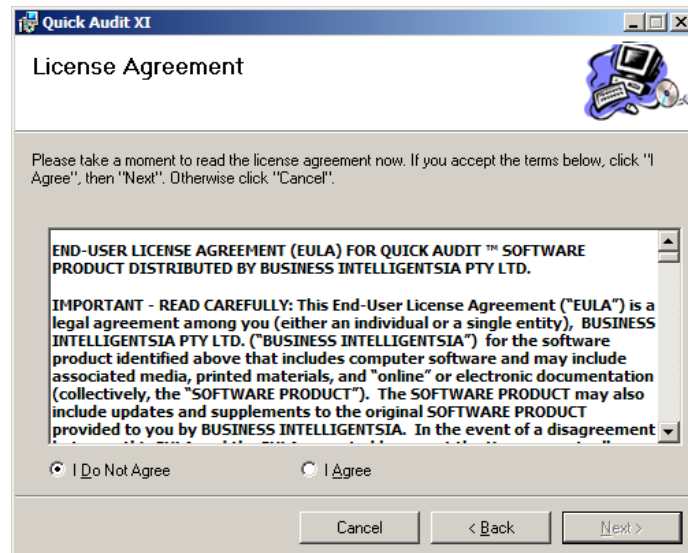 Quick Audit XI
License Agreement
Please take a moment to read the license agreement now. If you accept the terms below, click "I
Agree", then "Next". Otherwise click "Cancel".
END-USER LICENSE AGREEMENT (EULA) FOR QUICK AUDIT ™ SOFTWARE
PRODUCT DISTRIBUTED BY BUSINESS INTELLIGENTSIA PTY LTD.
IMPORTANT - READ CAREFULLY: This End-User License Agreement (“EULA”) is a
legal agreement among you (either an individual or a single entity), BUSINESS
INTELLIGENTSIA PTY LTD. (“BUSINESS INTELLIGENTSIA”) for the software
product identified above that includes computer software and may include
associated media, printed materials, and “online” or electronic documentation
(collectively, the “SOFTWARE PRODUCT”). The SOFTWARE PRODUCT may also
include updates and supplements to the original SOFTWARE PRODUCT
provided to you by BUSINESS INTELLIGENSIA. In the event of a disagreement
I Do Not Agree
I Agree
Cancel
< Back
Next >